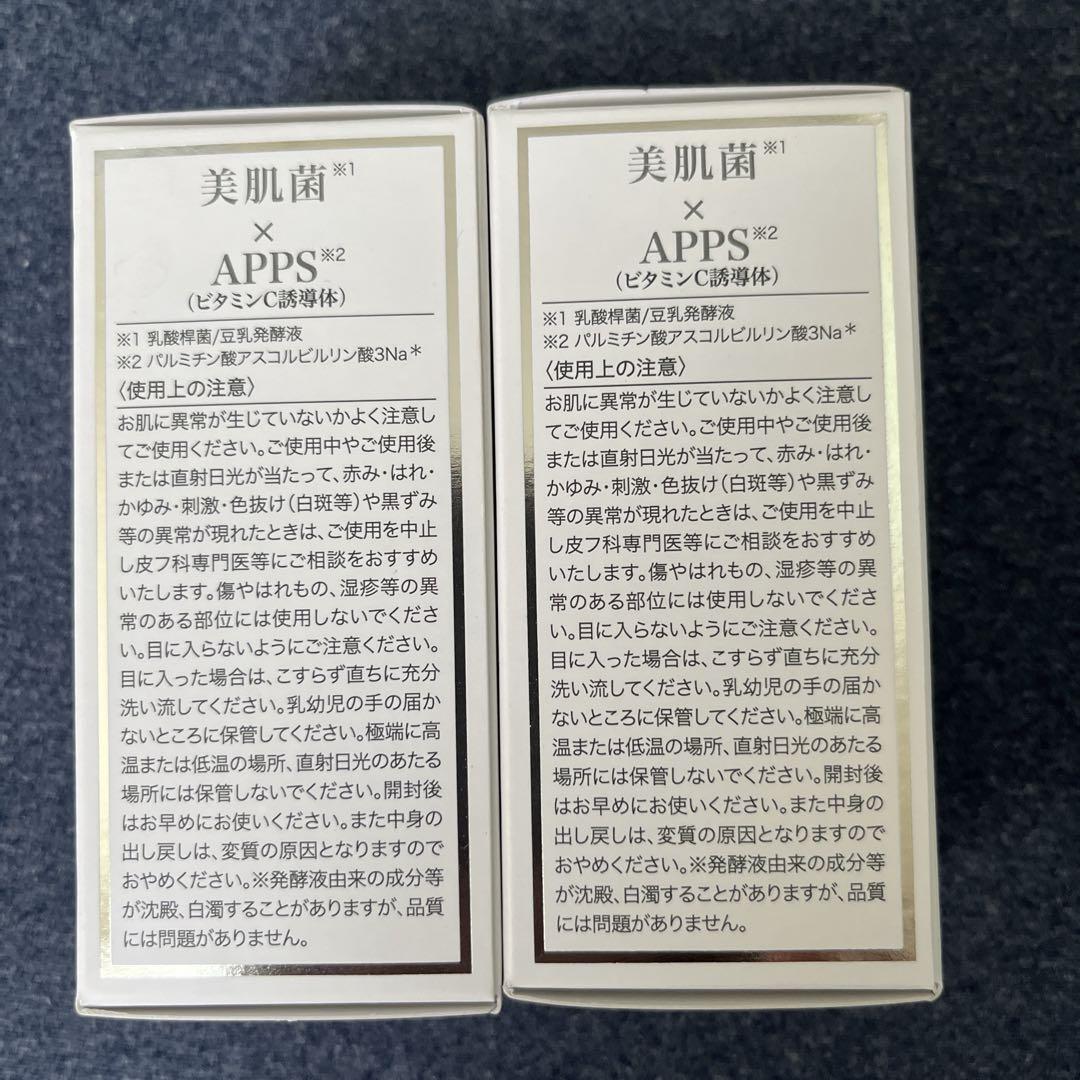 美肌菌※1
×
APPS※2
(ビタミンC誘導体)
※1 乳酸桿菌/豆乳発酵液
※2 パルミチン酸アスコルビルリン酸3Na*
〈使用上の注意〉
お肌に異常が生じていないかよく注意し
てご使用ください。ご使用中やご使用後
または直射日光が当たって、赤み・はれ・
かゆみ・刺激・色抜け(白斑等)や黒ずみ
等の異常が現れたときは、ご使用を中止
し皮フ科専門医等にご相談をおすすめ
いたします。傷やはれもの、湿疹等の異
常のある部位には使用しないでくださ
い。目に入らないようにご注意ください。
目に入った場合は、こすらず直ちに充分
洗い流してください。乳幼児の手の届か
ないところに保管してください。極端に高
温または低温の場所、直射日光のあたる
場所には保管しないでください。開封後
はお早めにお使いください。また中身の
出し戻しは、変質の原因となりますので
おやめください。※発酵液由来の成分等
が沈殿、白濁することがありますが、品質
には問題がありません。
美肌菌※1
×
APPS※2
(ビタミンC誘導体)
※1 乳酸桿菌/豆乳発酵液
※2 パルミチン酸アスコルビルリン酸3Na*
〈使用上の注意〉
お肌に異常が生じていないかよく注意し
てご使用ください。ご使用中やご使用後
または直射日光が当たって、赤み・はれ・
かゆみ・刺激・色抜け(白斑等)や黒ずみ
等の異常が現れたときは、ご使用を中止
し皮フ科専門医等にご相談をおすすめ
いたします。傷やはれもの、湿疹等の異
常のある部位には使用しないでくださ
い。目に入らないようにご注意ください。
目に入った場合は、こすらず直ちに充分
洗い流してください。乳幼児の手の届か
ないところに保管してください。極端に高
温または低温の場所、直射日光のあたる
場所には保管しないでください。開封後
はお早めにお使いください。また中身の
出し戻しは、変質の原因となりますので
おやめください。※発酵液由来の成分等
が沈殿、白濁することがありますが、品質
には問題がありません。